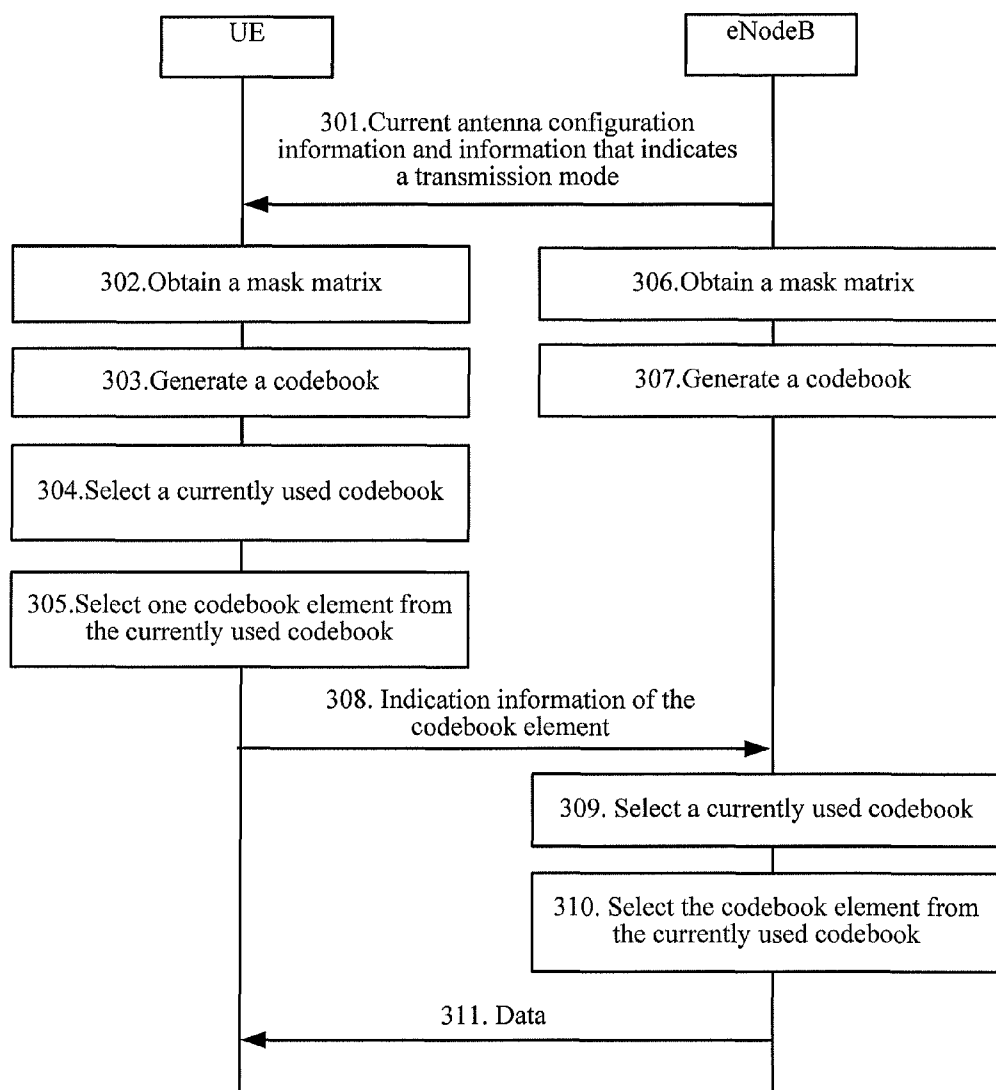 UE
eNodeB
301.Current antenna configuration
information and information that indicates
a transmission mode
302.Obtain a mask matrix
306.Obtain a mask matrix
303.Generate a codebook
307.Generate a codebook
304.Select a currently used codebook
305.Select one codebook element from
the currently used codebook
308. Indication information of the
codebook element
309. Select a currently used codebook
310. Select the codebook element from
the currently used codebook
311. Data